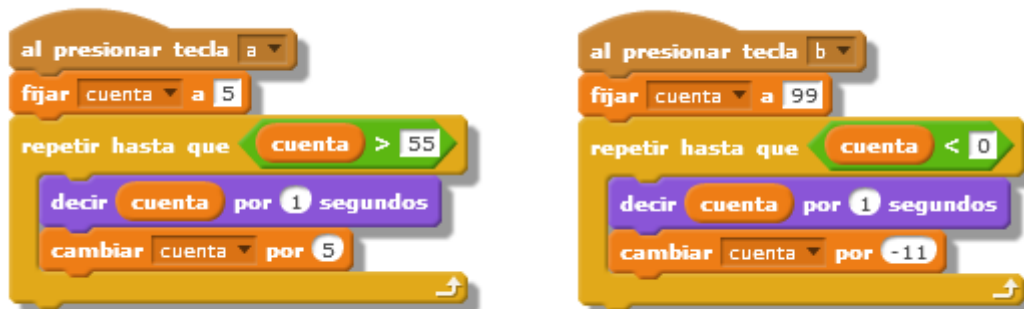 al presionar tecla a
fijar cuenta a 5
repetir hasta que cuenta > 55
decir cuenta por 1 segundos
cambiar cuenta por 5
al presionar tecla b
fijar cuenta a 99
repetir hasta que cuenta < 0
decir cuenta por 1 segundos
cambiar cuenta por -11